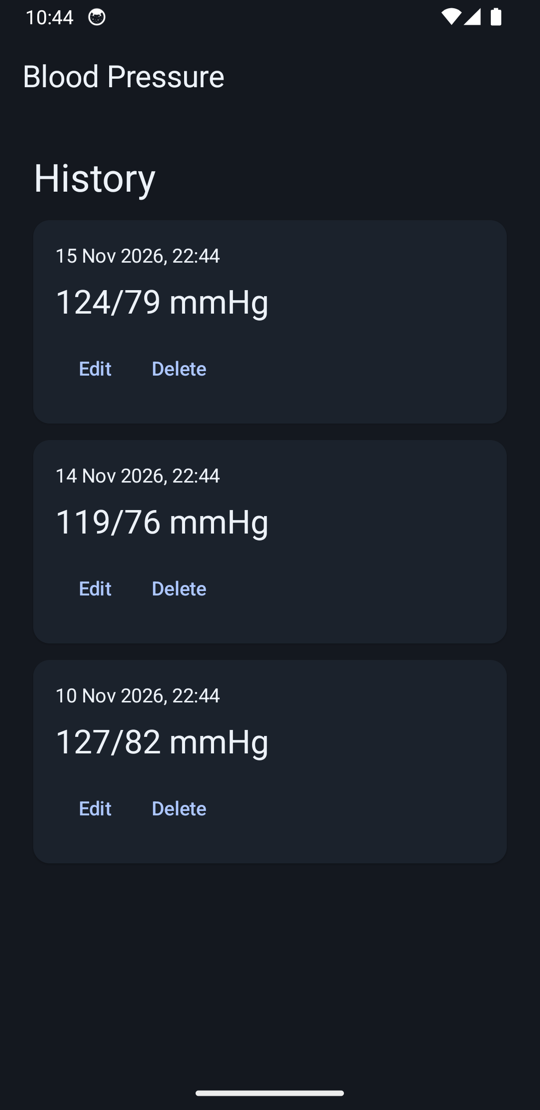 10:44
Blood Pressure
History
15 Nov 2026, 22:44
124/79 mmHg
Edit Delete
14 Nov 2026, 22:44
119/76 mmHg
Edit Delete
10 Nov 2026, 22:44
127/82 mmHg
Edit Delete